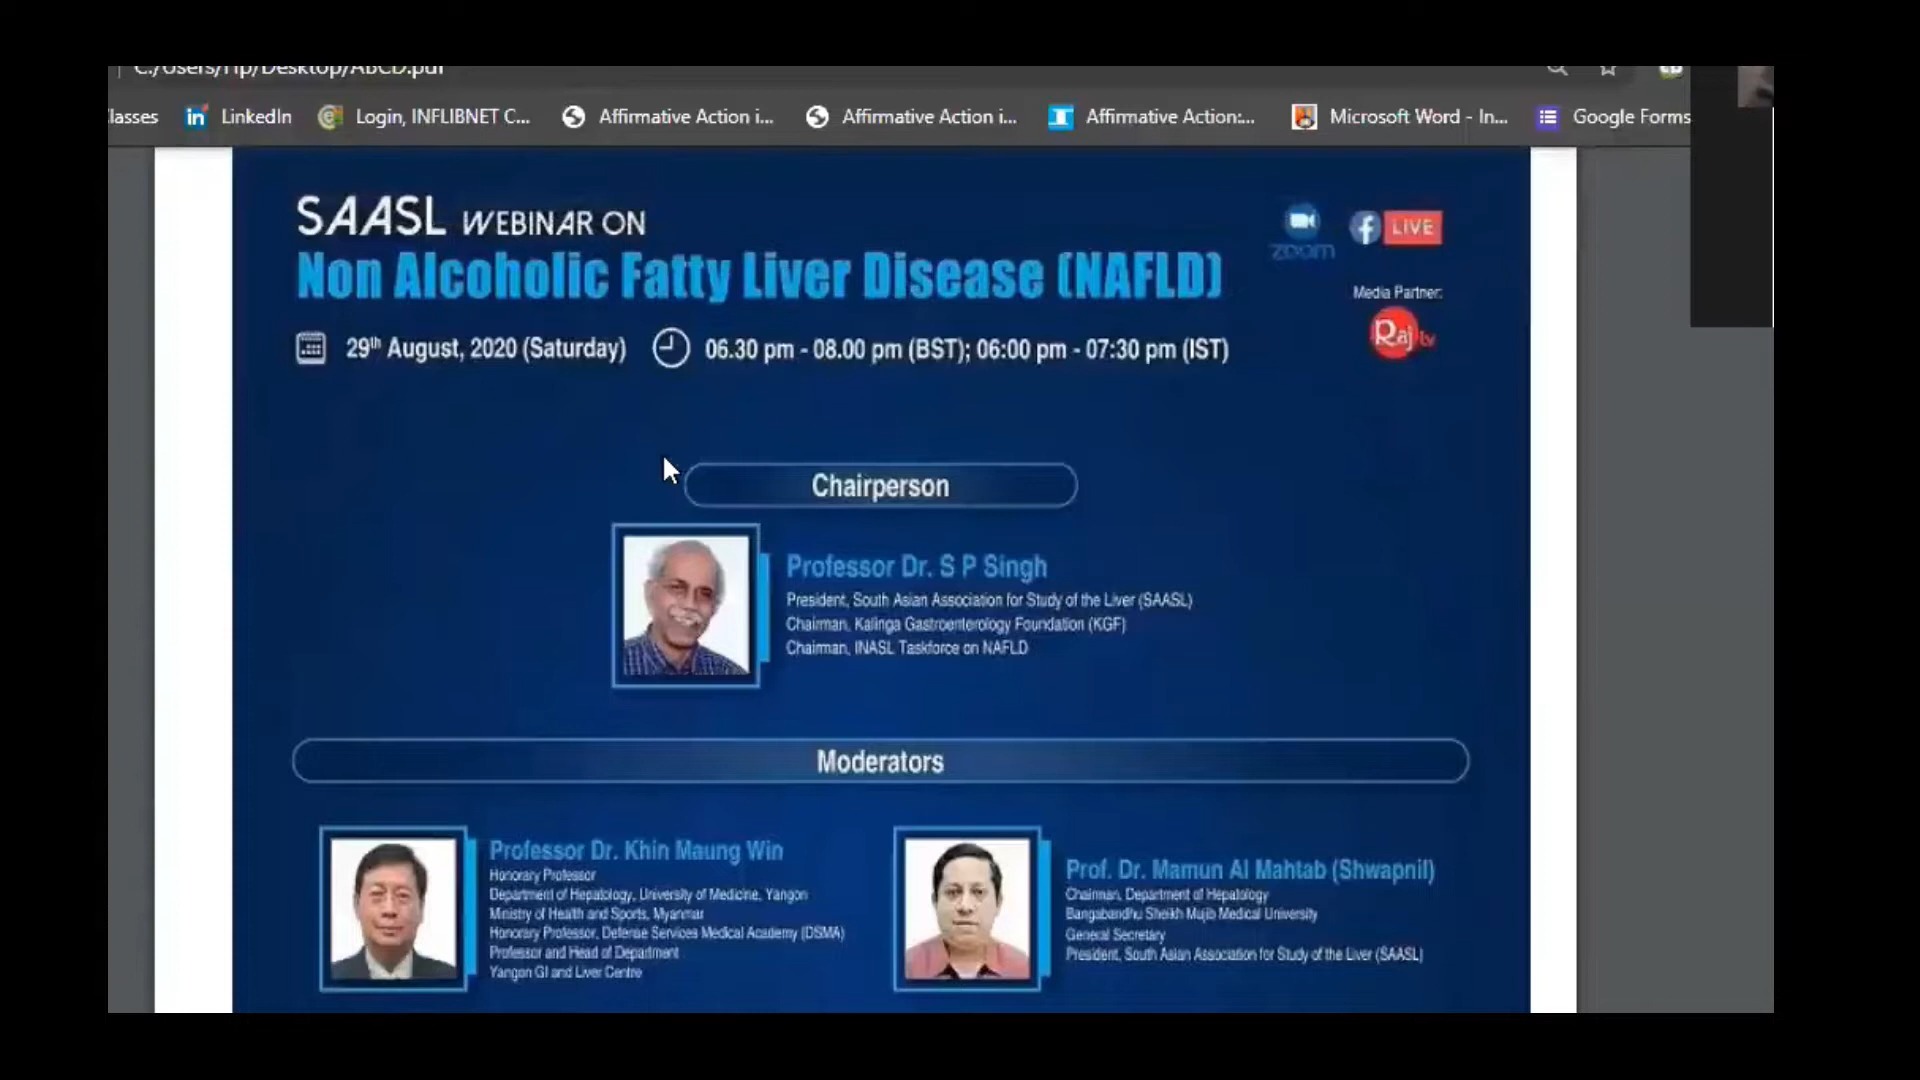 C:/Users/Hp/Desktop/ABCD.pdf
lasses LinkedIn Login, INFLIBNET C... Affirmative Action i... Affirmative Action i... Affirmative Action:... Microsoft Word - In... Google Forms
SAASL WEBINAR ON
Non Alcoholic Fatty Liver Disease (NAFLD)
zoom
f LIVE
Media Partner:
Raj tv
29th August, 2020 (Saturday) 06.30 pm - 08.00 pm (BST); 06:00 pm - 07:30 pm (IST)
Chairperson
Professor Dr. S P Singh
President, South Asian Association for Study of the Liver (SAASL)
Chairman, Kalinga Gastroenterology Foundation (KGF)
Chairman, INASL Taskforce on NAFLD
Moderators
Professor Dr. Khin Maung Win
Honorary Professor
Department of Hepatology, University of Medicine, Yangon
Ministry of Health and Sports, Myanmar
Honorary Professor, Defense Services Medical Academy (DSMA)
Professor and Head of Department
Yangon GI and Liver Centre
Prof. Dr. Mamun Al Mahtab (Shwapnil)
Chairman, Department of Hepatology
Bangabandhu Sheikh Mujib Medical University
General Secretary
President, South Asian Association for Study of the Liver (SAASL)